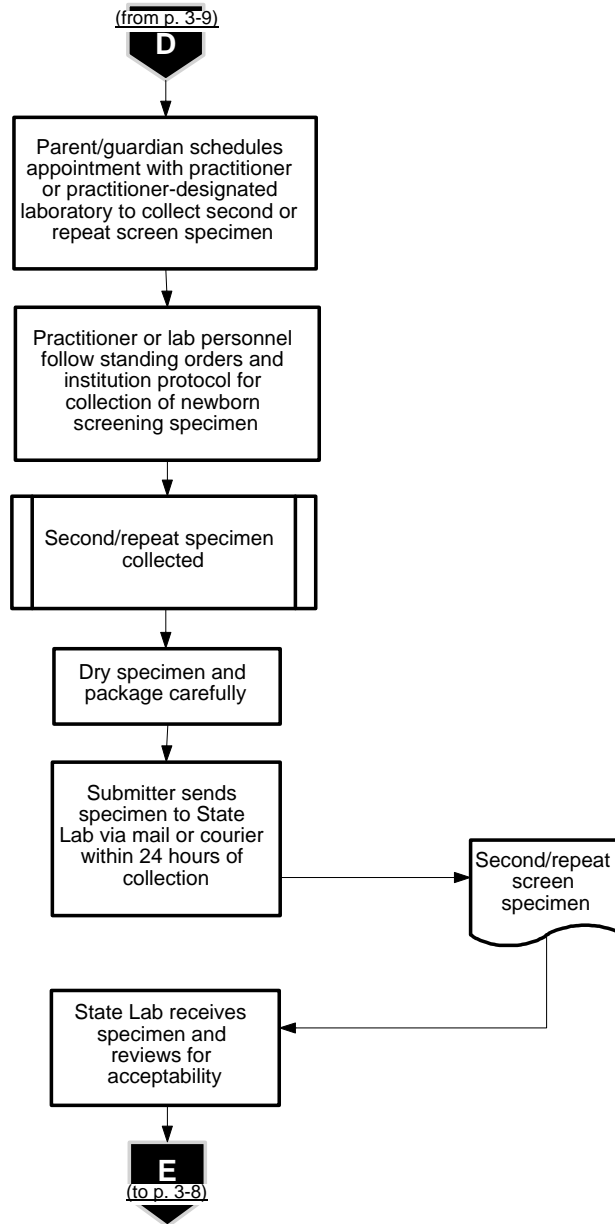 (from p. 3-9)
D
Parent/guardian schedules
appointment with practitioner
or practitioner-designated
laboratory to collect second or
repeat screen specimen
Practitioner or lab personnel
follow standing orders and
institution protocol for
collection of newborn
screening specimen
Second/repeat specimen
collected
Dry specimen and
package carefully
Submitter sends
specimen to State
Lab via mail or courier
within 24 hours of
collection
Second/repeat
screen
specimen
State Lab receives
specimen and
reviews for
acceptability
E
(to p. 3-8)